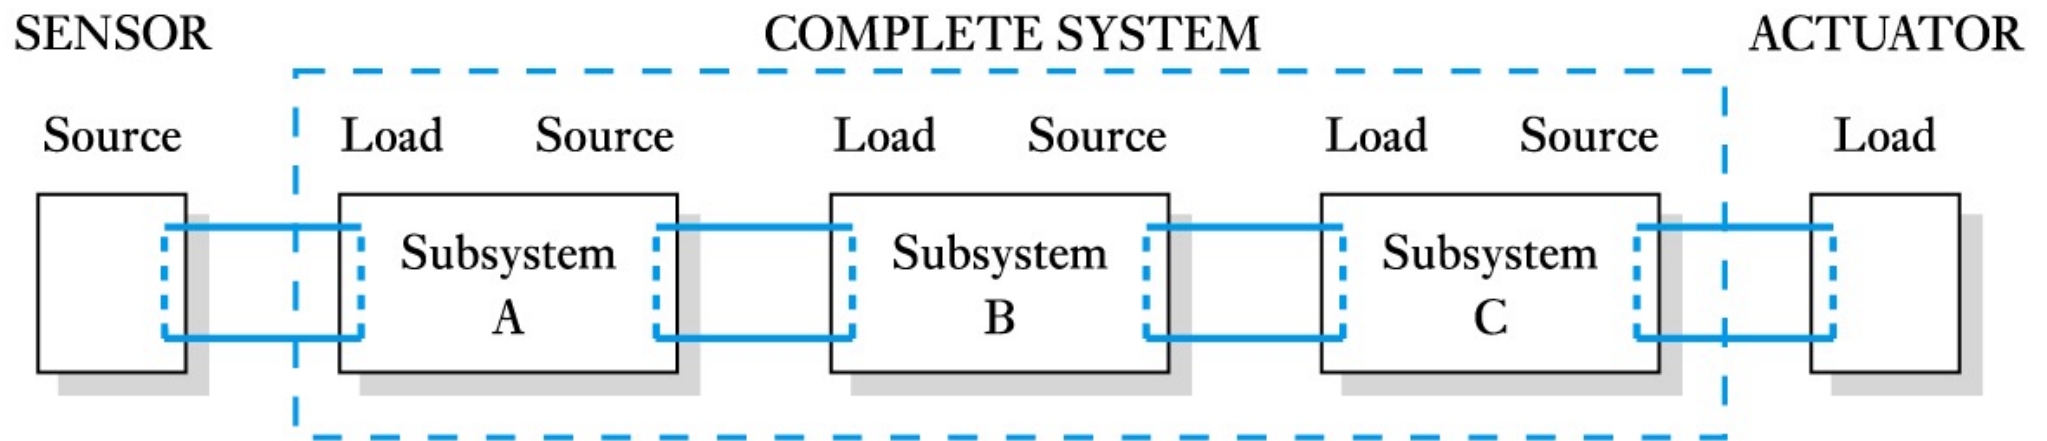 SENSOR COMPLETE SYSTEM ACTUATOR
Source Load Source Load Source Load Source Load
Subsystem Subsystem Subsystem
A B C